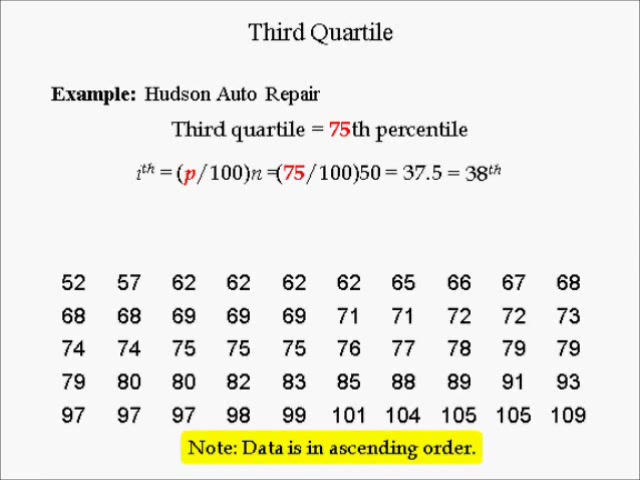 Third Quartile
Example: Hudson Auto Repair
Third quartile = 75th percentile
iᵗʰ = (p/100)n =(75/100)50 = 37.5 = 38ᵗʰ
52 57 62 62 62 62 65 66 67 68
68 68 69 69 69 71 71 72 72 73
74 74 75 75 75 76 77 78 79 79
79 80 80 82 83 85 88 89 91 93
97 97 97 98 99 101 104 105 105 109
Note: Data is in ascending order.